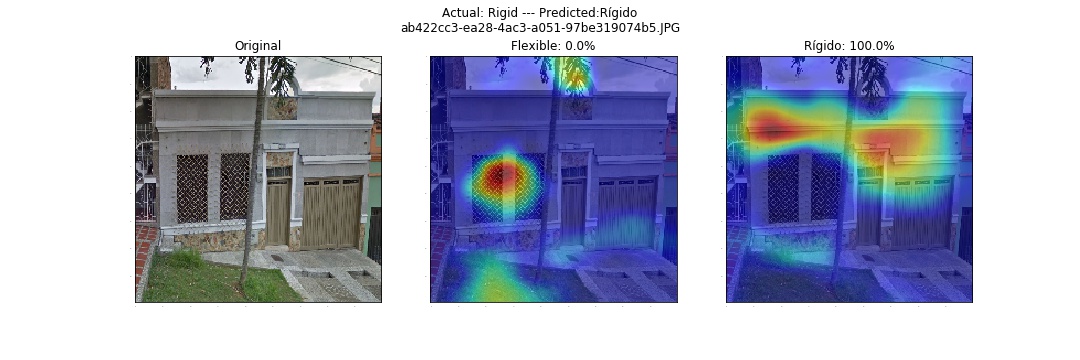 Actual: Rigid --- Predicted:Rígido
ab422cc3-ea28-4ac3-a051-97be319074b5.JPG
Original
Flexible: 0.0%
Rígido: 100.0%